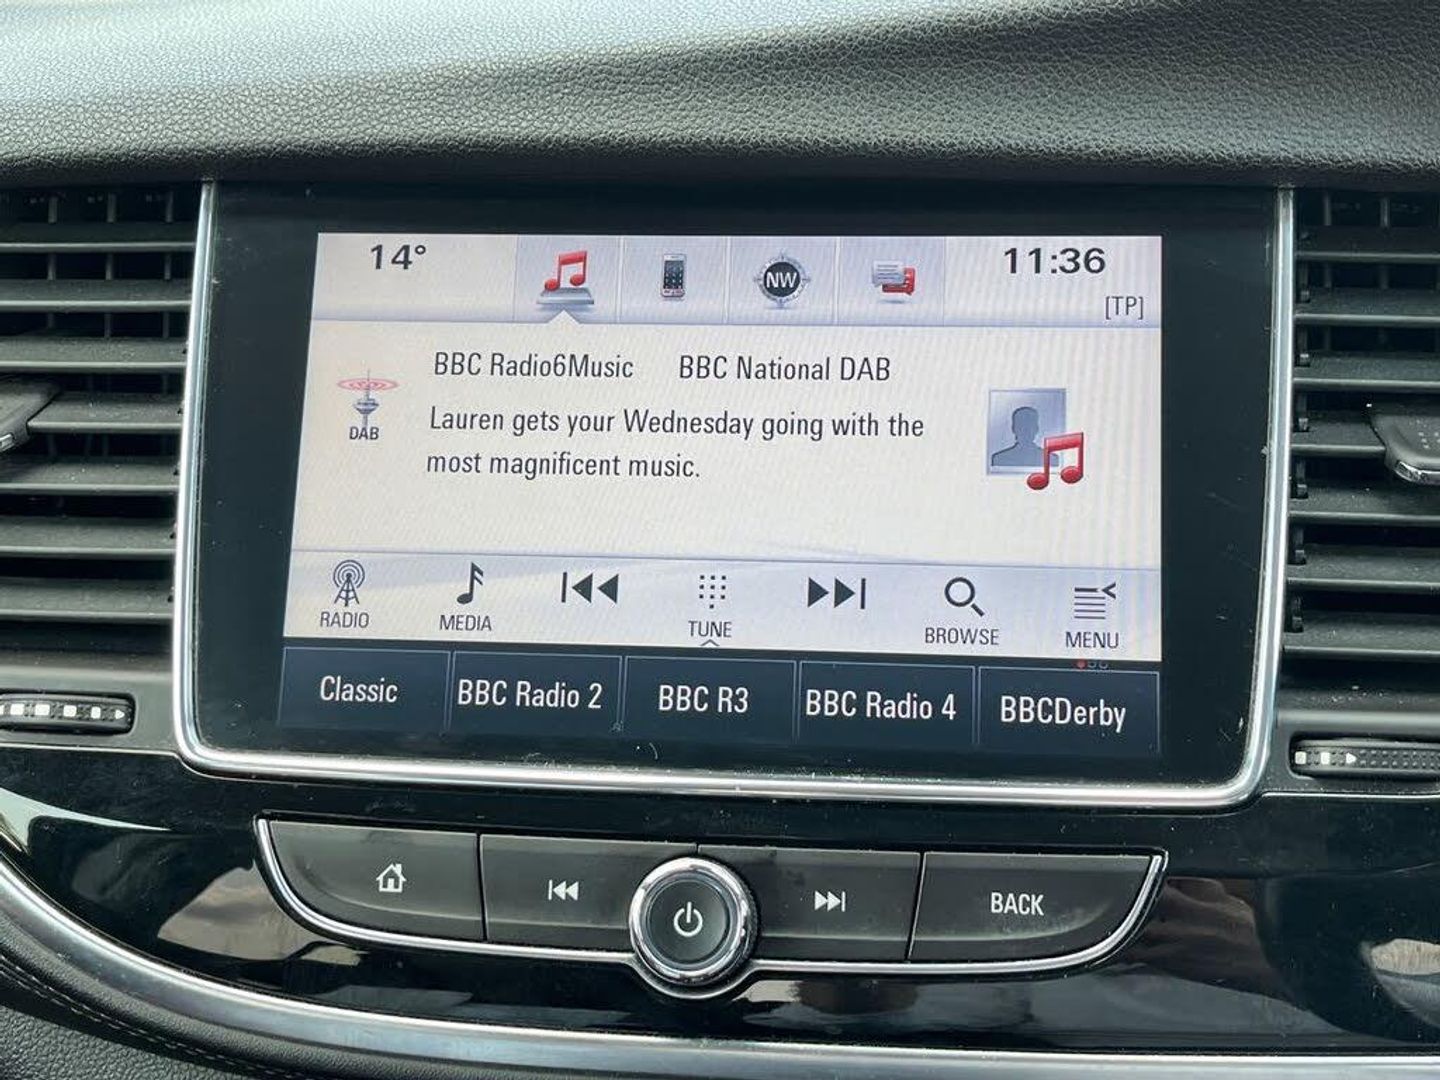 14°
NW
11:36
[TP]
BBC Radio6Music BBC National DAB
DAB
Lauren gets your Wednesday going with the
most magnificent music.
RADIO
MEDIA
TUNE
BROWSE
MENU
Classic
BBC Radio 2
BBC R3
BBC Radio 4
BBCDerby
BACK